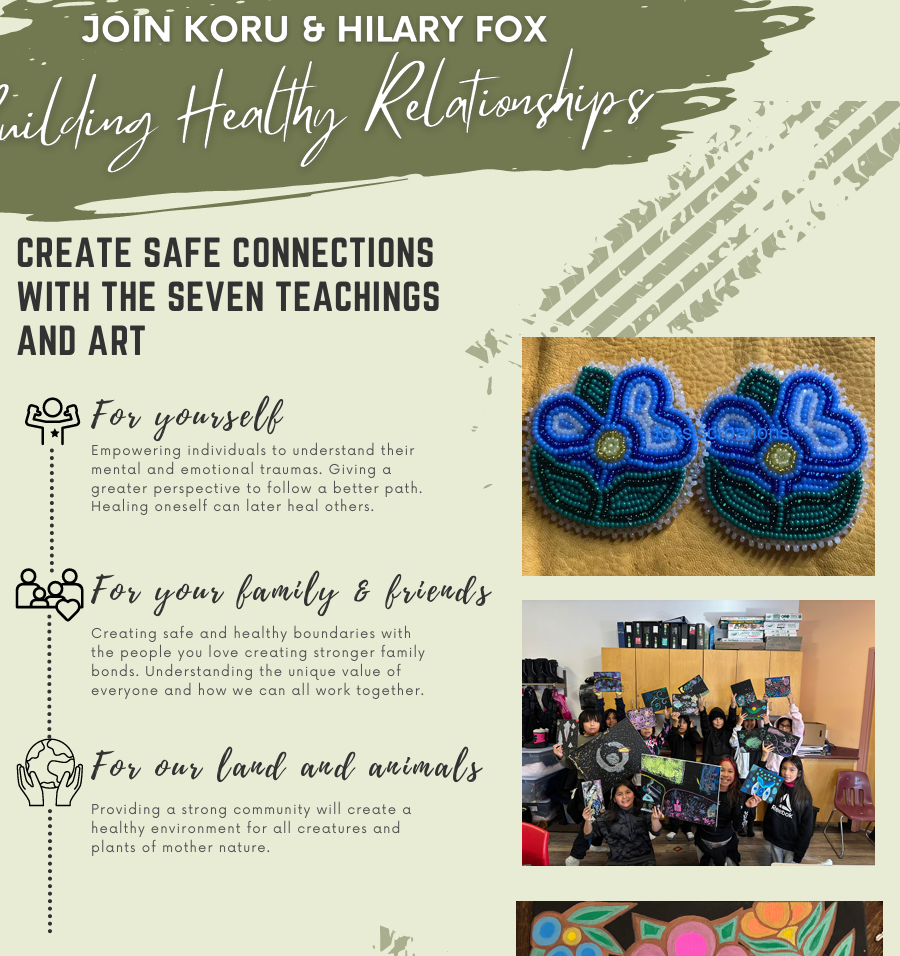 JOIN KORU & HILARY FOX
uilding Healthy Relationships
CREATE SAFE CONNECTIONS
WITH THE SEVEN TEACHINGS
AND ART
For yourself
Empowering individuals to understand their
mental and emotional traumas. Giving a
greater perspective to follow a better path.
Healing oneself can later heal others.
For your family & friends
Creating safe and healthy boundaries with
the people you love creating stronger family
bonds. Understanding the unique value of
everyone and how we can all work together.
For our land and animals
Providing a strong community will create a
healthy environment for all creatures and
plants of mother nature.
Reebok